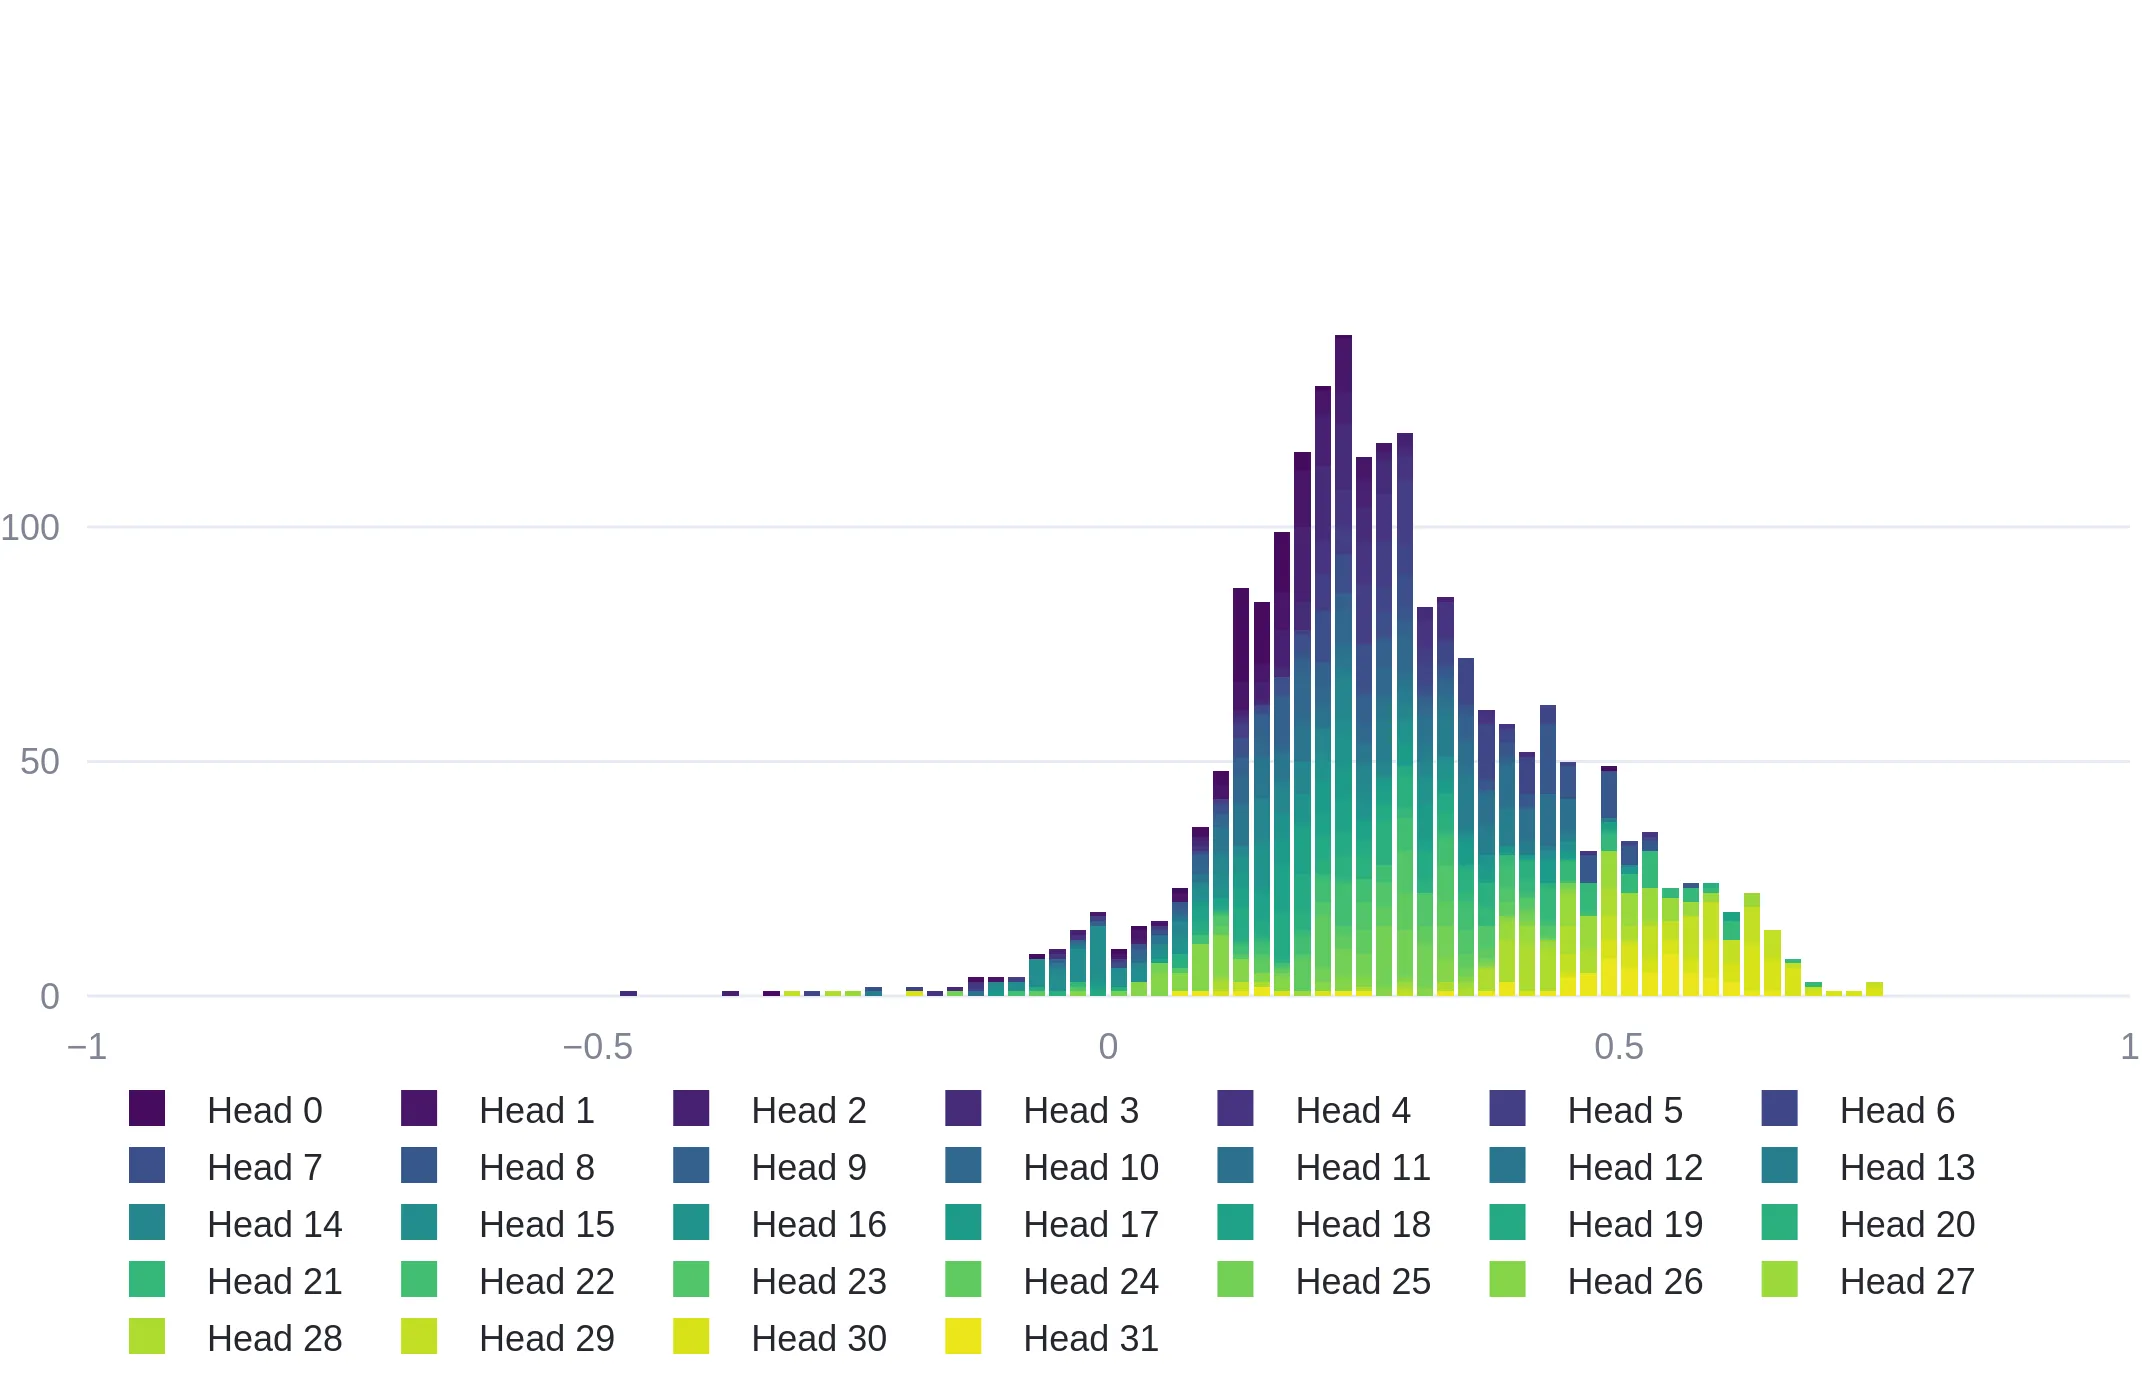 100
50
0
−1 −0.5 0 0.5 1
Head 0 Head 1 Head 2 Head 3 Head 4 Head 5 Head 6
Head 7 Head 8 Head 9 Head 10 Head 11 Head 12 Head 13
Head 14 Head 15 Head 16 Head 17 Head 18 Head 19 Head 20
Head 21 Head 22 Head 23 Head 24 Head 25 Head 26 Head 27
Head 28 Head 29 Head 30 Head 31